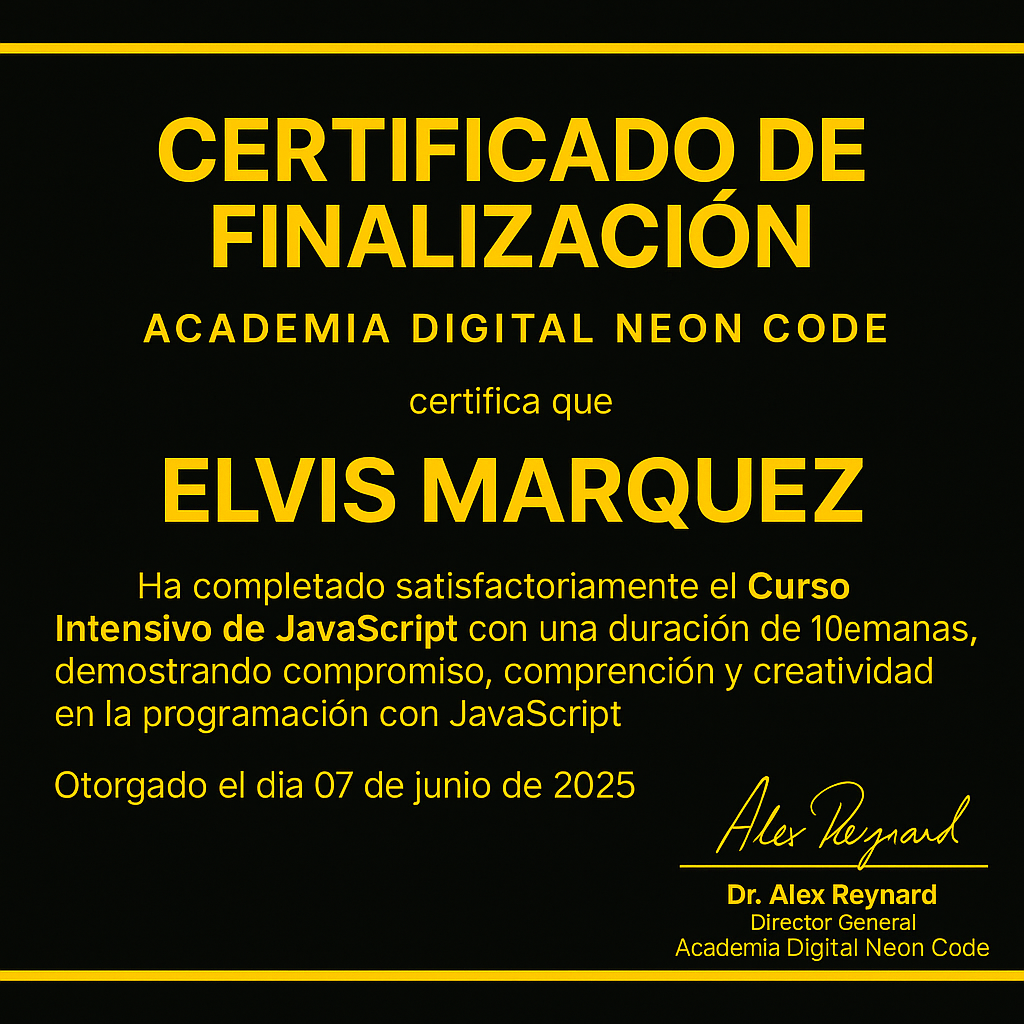 CERTIFICADO DE
FINALIZACIÓN
ACADEMIA DIGITAL NEON CODE
certifica que
ELVIS MARQUEZ
Ha completado satisfactoriamente el Curso
Intensivo de JavaScript con una duración de 10emanas,
demostrando compromiso, comprención y creatividad
en la programación con JavaScript
Otorgado el dia 07 de junio de 2025
Alex Reynard
Dr. Alex Reynard
Director General
Academia Digital Neon Code